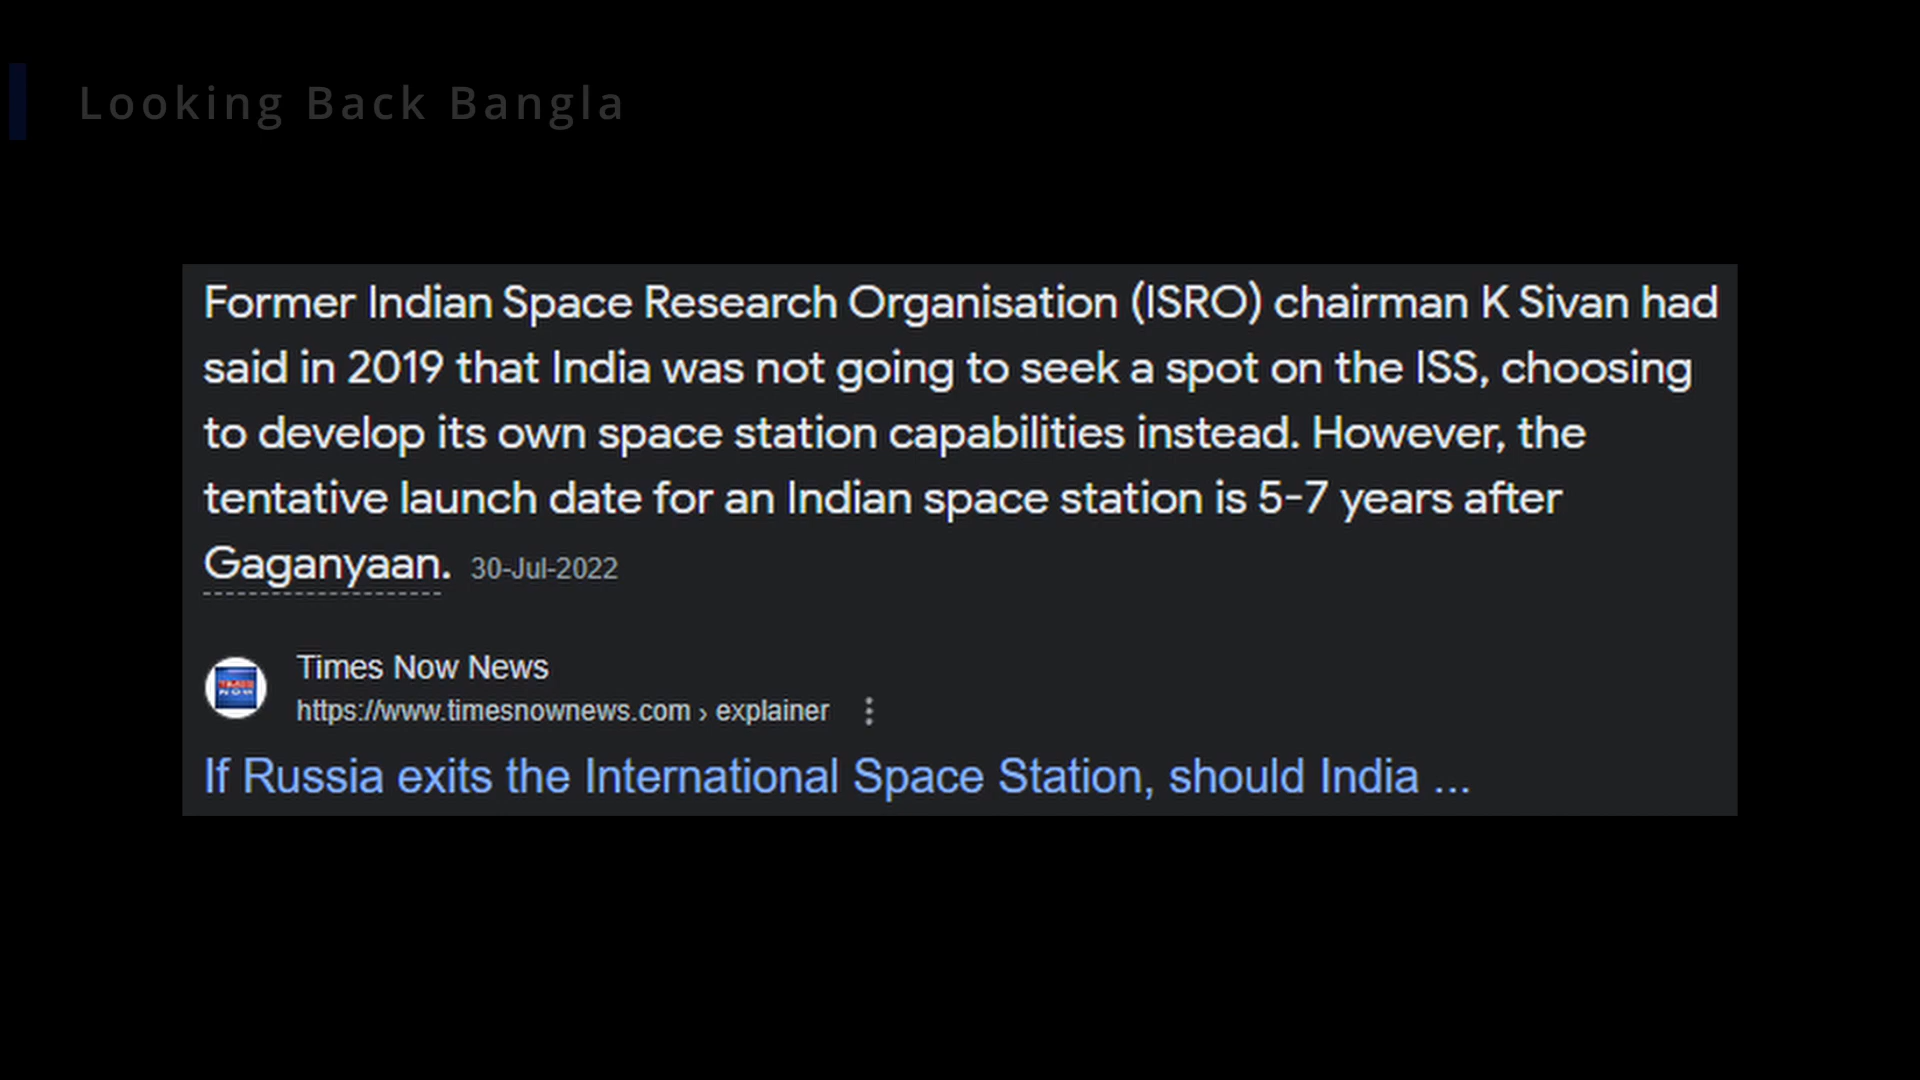 Looking Back Bangla
Former Indian Space Research Organisation (ISRO) chairman K Sivan had
said in 2019 that India was not going to seek a spot on the ISS, choosing
to develop its own space station capabilities instead. However, the
tentative launch date for an Indian space station is 5-7 years after
Gaganyaan. 30-Jul-2022
TIMES
NOW
Times Now News
https://www.timesnownews.com › explainer
If Russia exits the International Space Station, should India ...